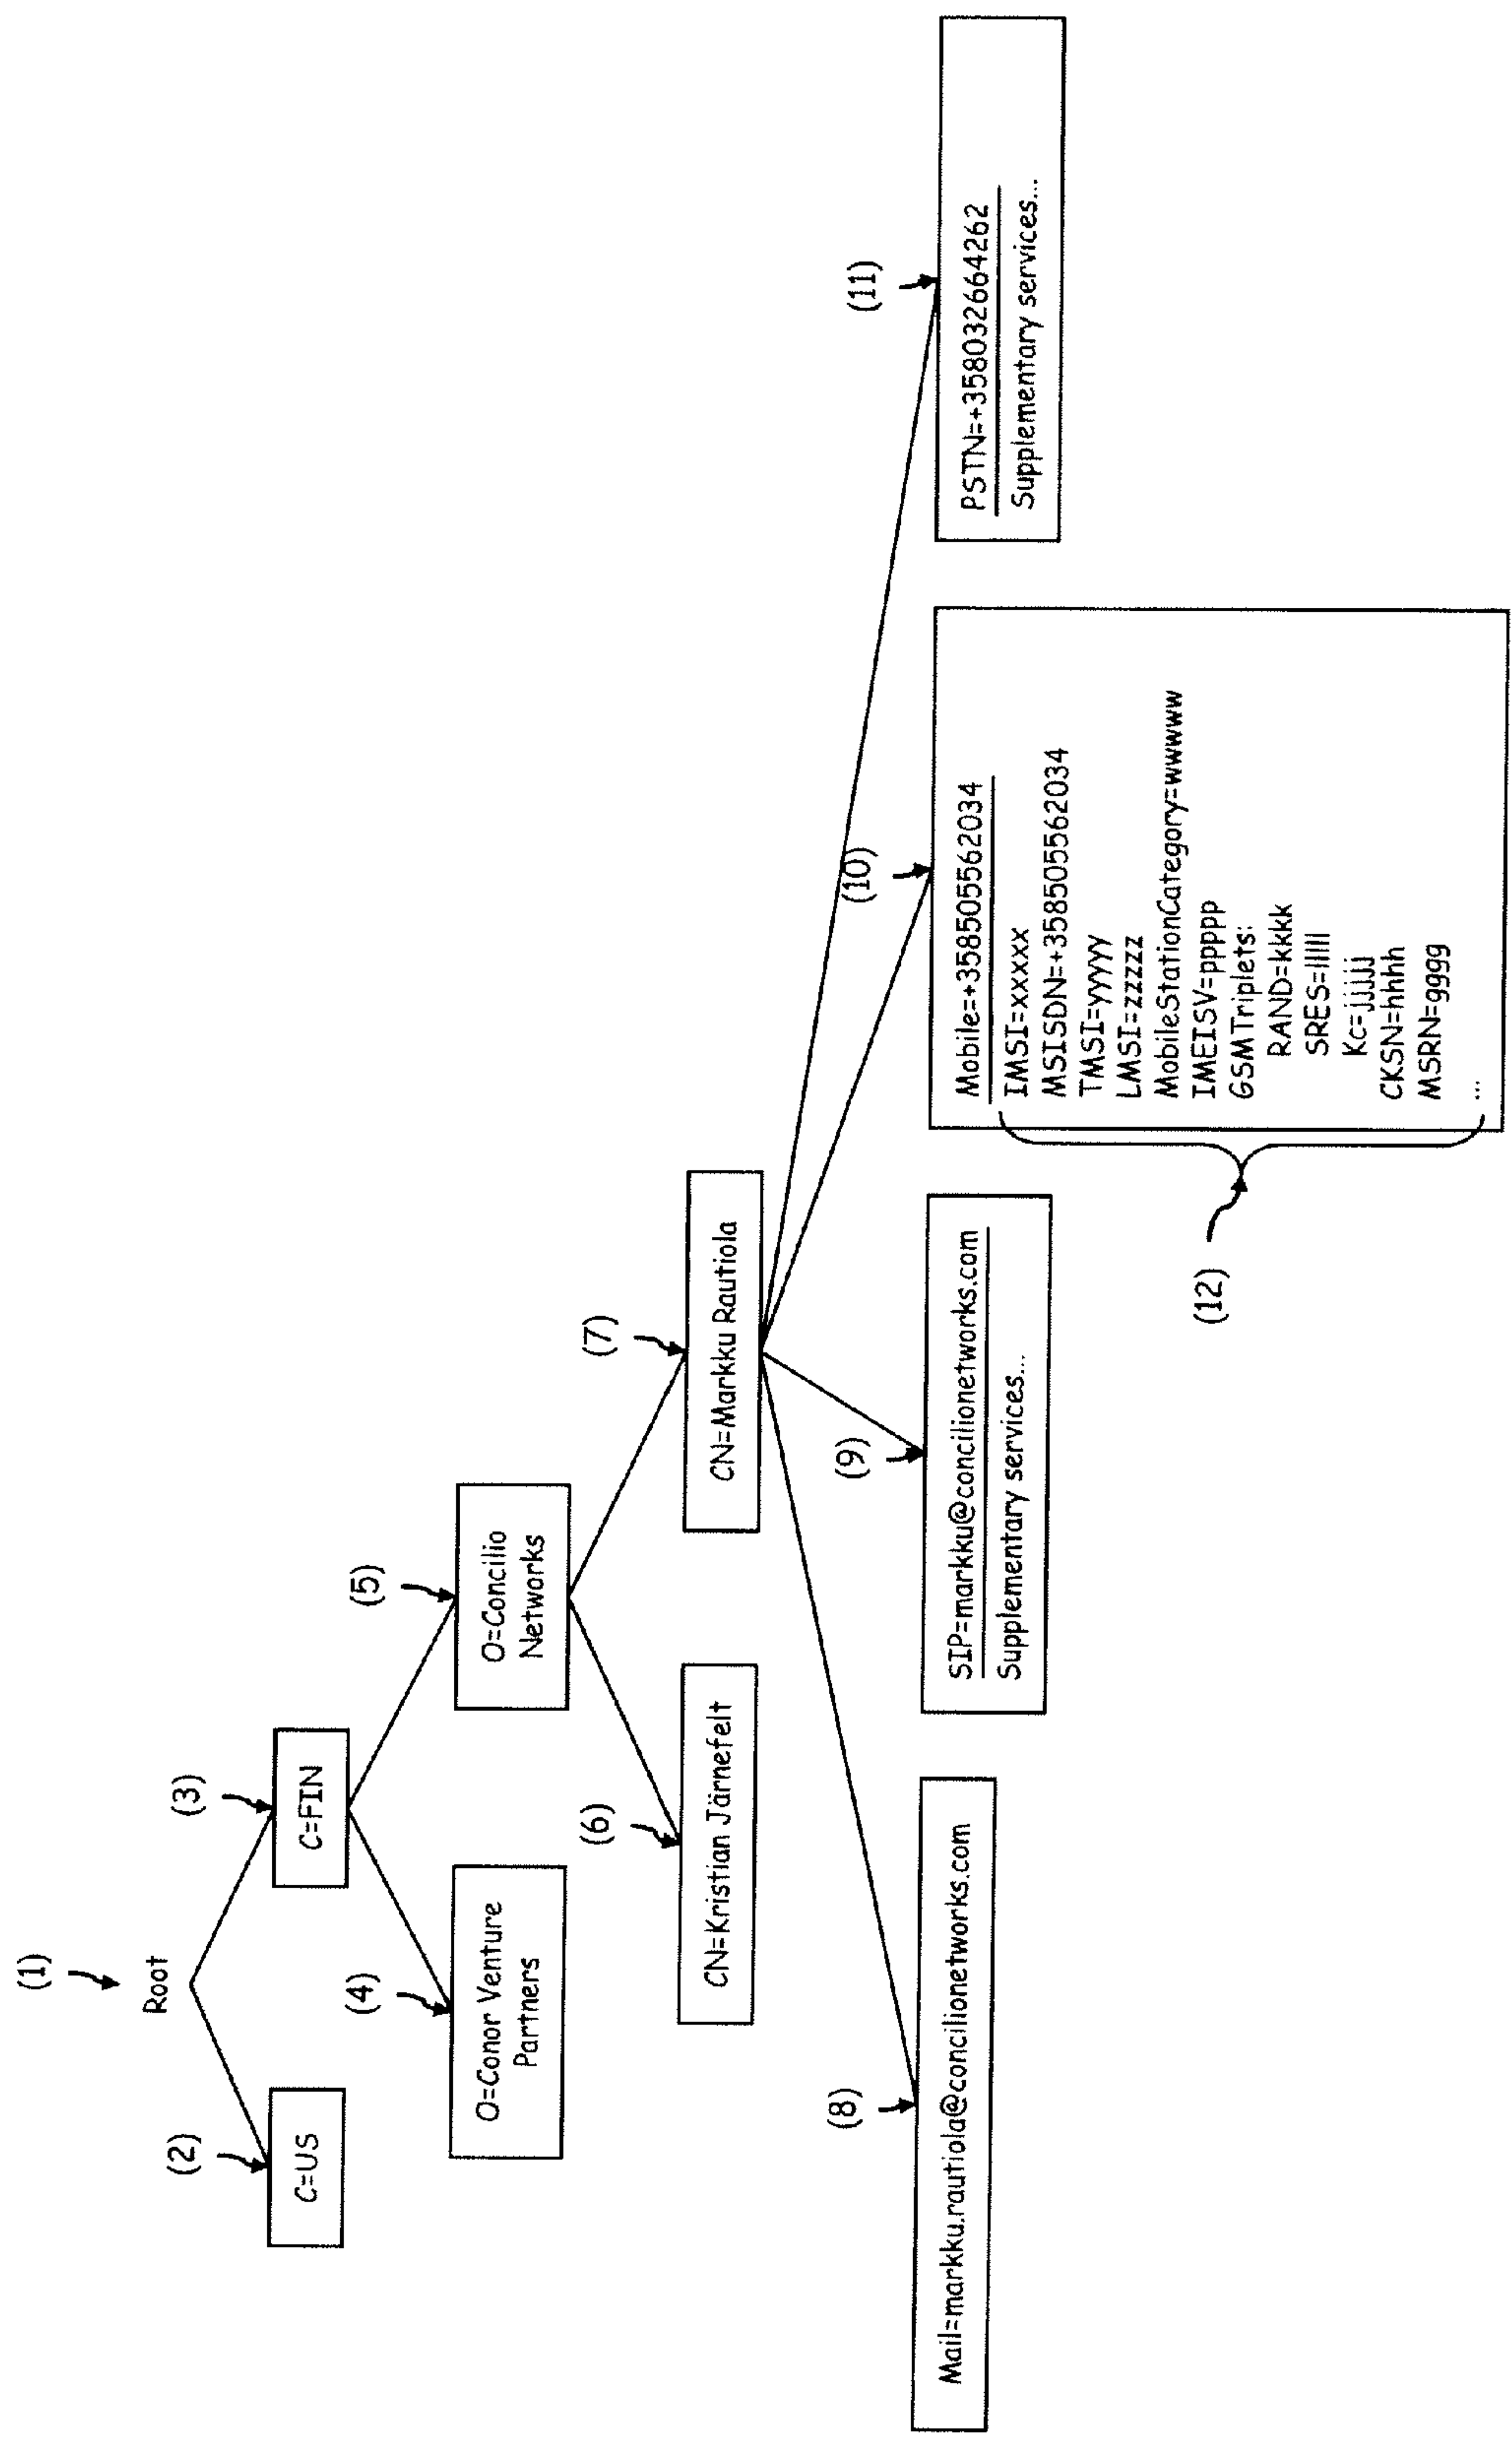 (1)
Root
(2)
C=US
(3)
C=FIN
(4)
O=Conor Venture
Partners
(5)
O=Concilio
Networks
(6)
CN=Kristian Järnefelt
(7)
CN=Markku Rautiola
(8)
Mail=markku.rautiola@concilionetworks.com
(9)
SIP=markku@concilionetworks.com
Supplementary services...
(10)
Mobile=+358505562034
IMSI=xxxxx
MSISDN=+358505562034
TMSI=yyyyy
LMSI=zzzzz
MobileStationCategory=wwwww
IMEISV=ppppp
GSMTriplets:
RAND=kkkk
SRES=lllll
Kc=jjjjj
CKSN=hhhh
MSRN=gggg
...
(11)
PSTN=+358032664262
Supplementary services...
(12)